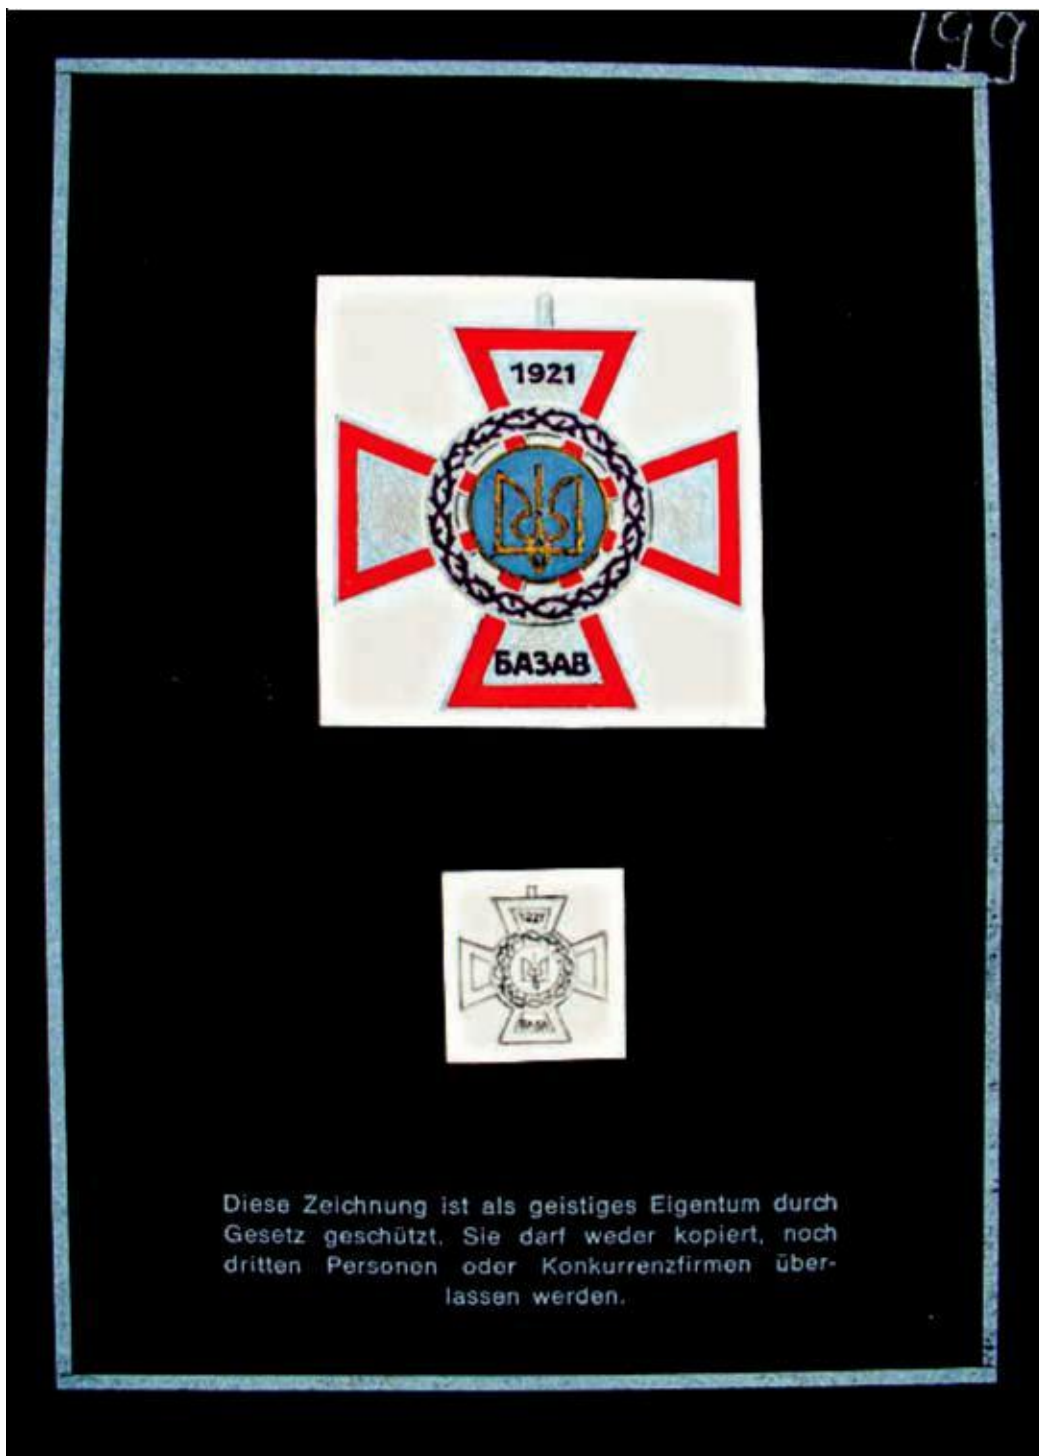 199
1921
БАЗАВ
1921
Diese Zeichnung ist als geistiges Eigentum durch
Gesetz geschützt. Sie darf weder kopiert, noch
dritten Personen oder Konkurrenzfirmen über-
lassen werden.